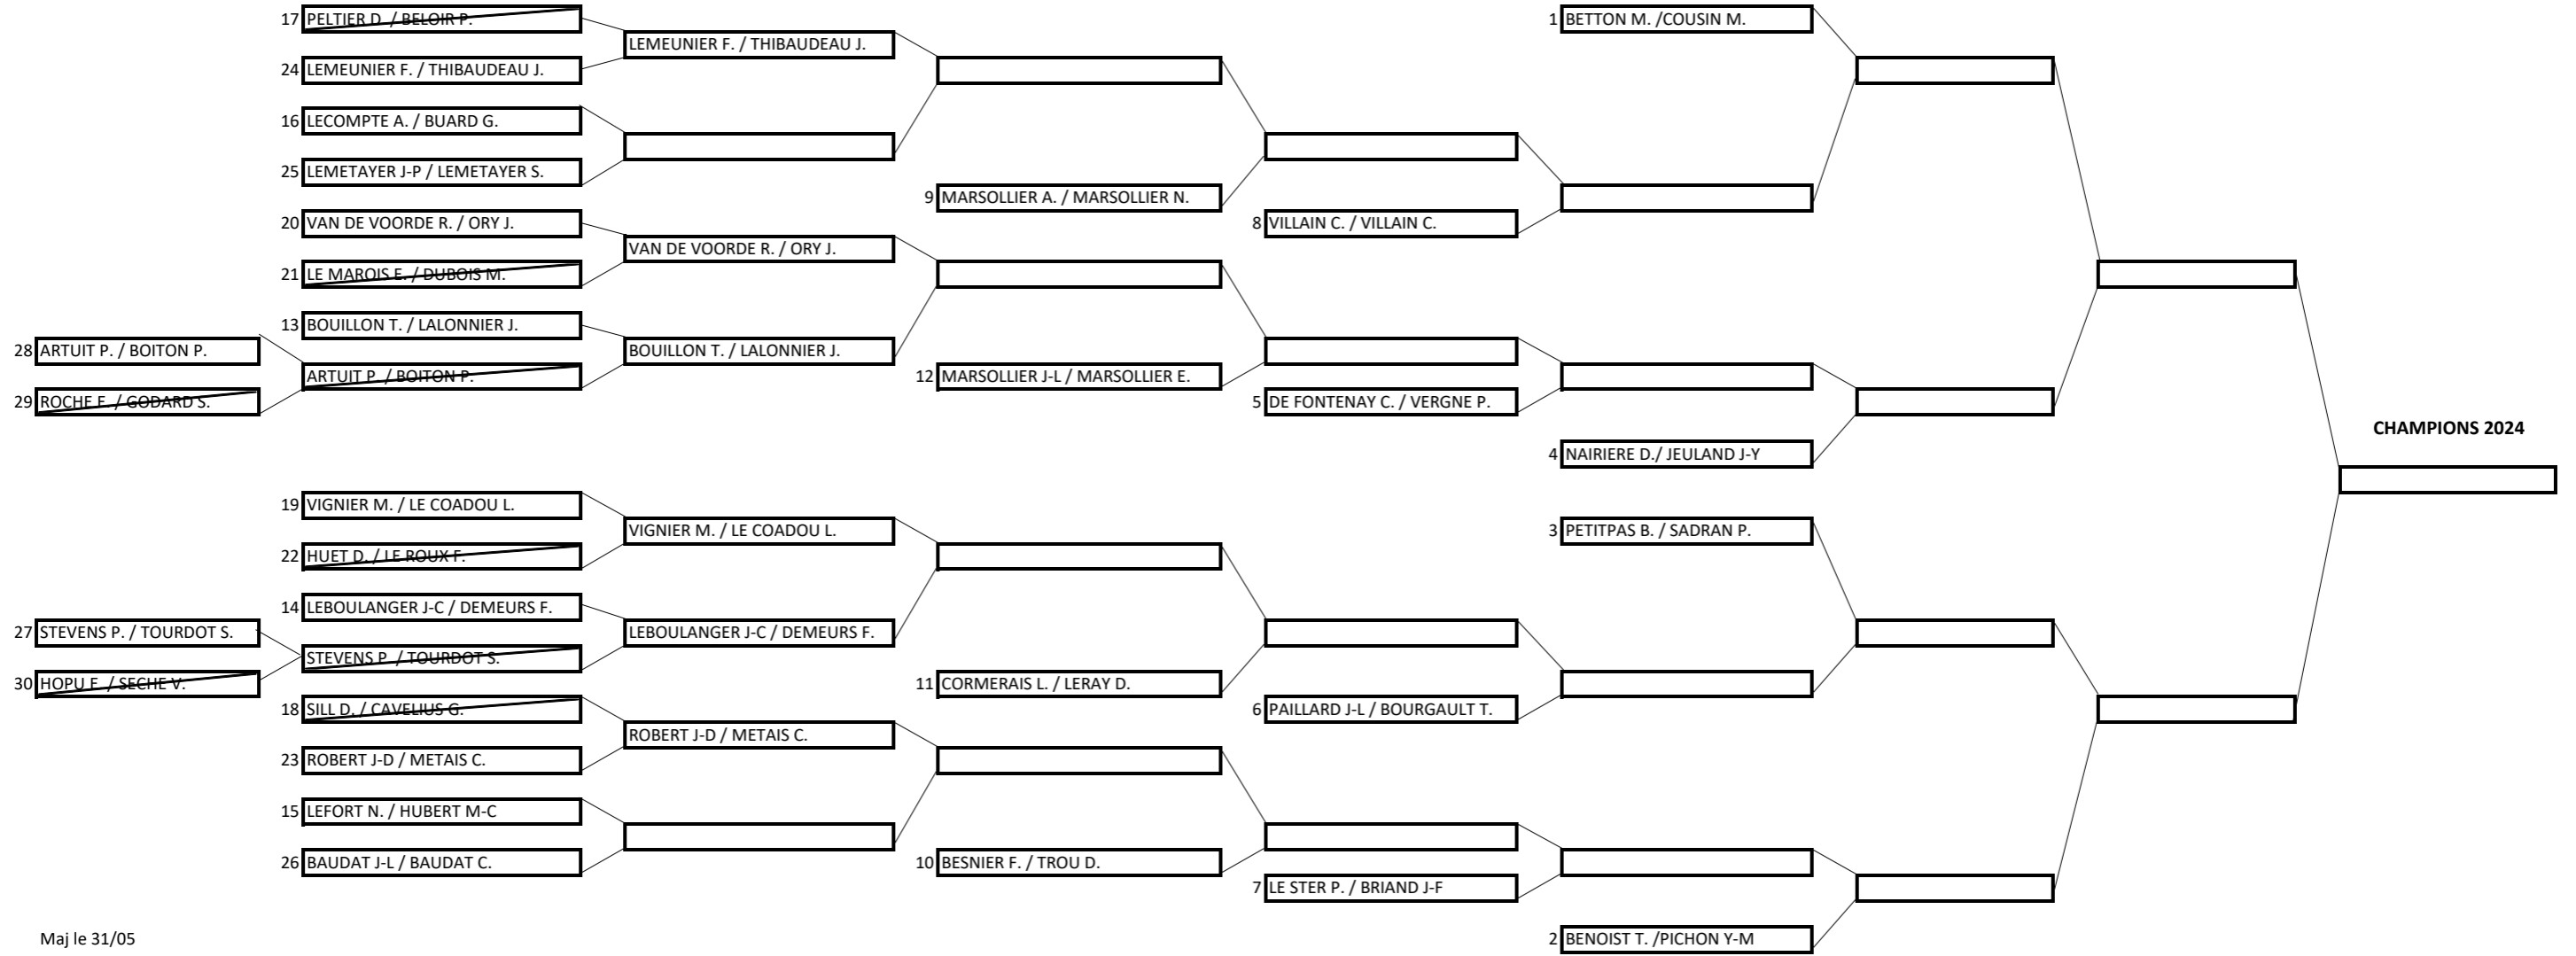 17 PELTIER D. / BELOIR P.
LEMEUNIER F. / THIBAUDEAU J.
24 LEMEUNIER F. / THIBAUDEAU J.
16 LECOMPTE A. / BUARD G.
25 LEMETAYER J-P / LEMETAYER S.
20 VAN DE VOORDE R. / ORY J.
VAN DE VOORDE R. / ORY J.
21 LE MAROIS E. / DUBOIS M.
13 BOUILLON T. / LALONNIER J.
28 ARTUIT P. / BOITON P.
BOUILLON T. / LALONNIER J.
ARTUIT P. / BOITON P.
29 ROCHE F. / GODARD S.
9 MARSOLLIER A. / MARSOLLIER N.
12 MARSOLLIER J-L / MARSOLLIER E.
8 VILLAIN C. / VILLAIN C.
5 DE FONTENAY C. / VERGNE P.
1 BETTON M. /COUSIN M.
4 NAIRIERE D./ JEULAND J-Y
CHAMPIONS 2024
19 VIGNIER M. / LE COADOU L.
VIGNIER M. / LE COADOU L.
22 HUET D. / LE ROUX F.
14 LEBOULANGER J-C / DEMEURS F.
27 STEVENS P. / TOURDOT S.
LEBOULANGER J-C / DEMEURS F.
STEVENS P. / TOURDOT S.
30 HOPU F. / SECHE V.
18 SILL D. / CAVELIUS G.
ROBERT J-D / METAIS C.
23 ROBERT J-D / METAIS C.
15 LEFORT N. / HUBERT M-C
26 BAUDAT J-L / BAUDAT C.
11 CORMERAIS L. / LERAY D.
10 BESNIER F. / TROU D.
6 PAILLARD J-L / BOURGAULT T.
7 LE STER P. / BRIAND J-F
3 PETITPAS B. / SADRAN P.
2 BENOIST T. /PICHON Y-M
Maj le 31/05